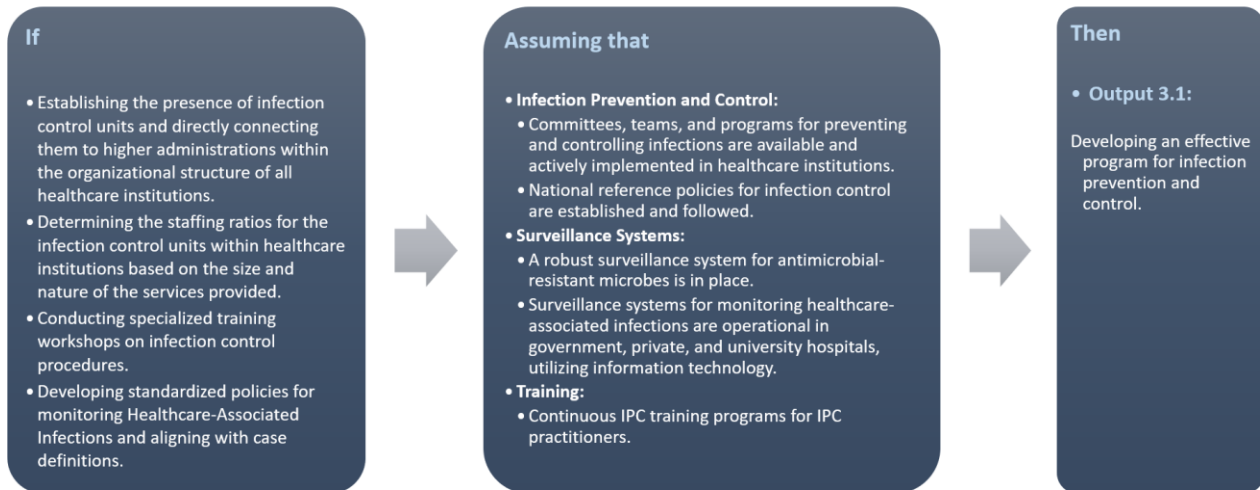 If
• Establishing the presence of infection
control units and directly connecting
them to higher administrations within
the organizational structure of all
healthcare institutions.
• Determining the staffing ratios for the
infection control units within healthcare
institutions based on the size and
nature of the services provided.
• Conducting specialized training
workshops on infection control
procedures.
• Developing standardized policies for
monitoring Healthcare-Associated
Infections and aligning with case
definitions.
Assuming that
• Infection Prevention and Control:
• Committees, teams, and programs for preventing
and controlling infections are available and
actively implemented in healthcare institutions.
• National reference policies for infection control
are established and followed.
• Surveillance Systems:
• A robust surveillance system for antimicrobial-
resistant microbes is in place.
• Surveillance systems for monitoring healthcare-
associated infections are operational in
government, private, and university hospitals,
utilizing information technology.
• Training:
• Continuous IPC training programs for IPC
practitioners.
Then
• Output 3.1:
Developing an effective
program for infection
prevention and
control.